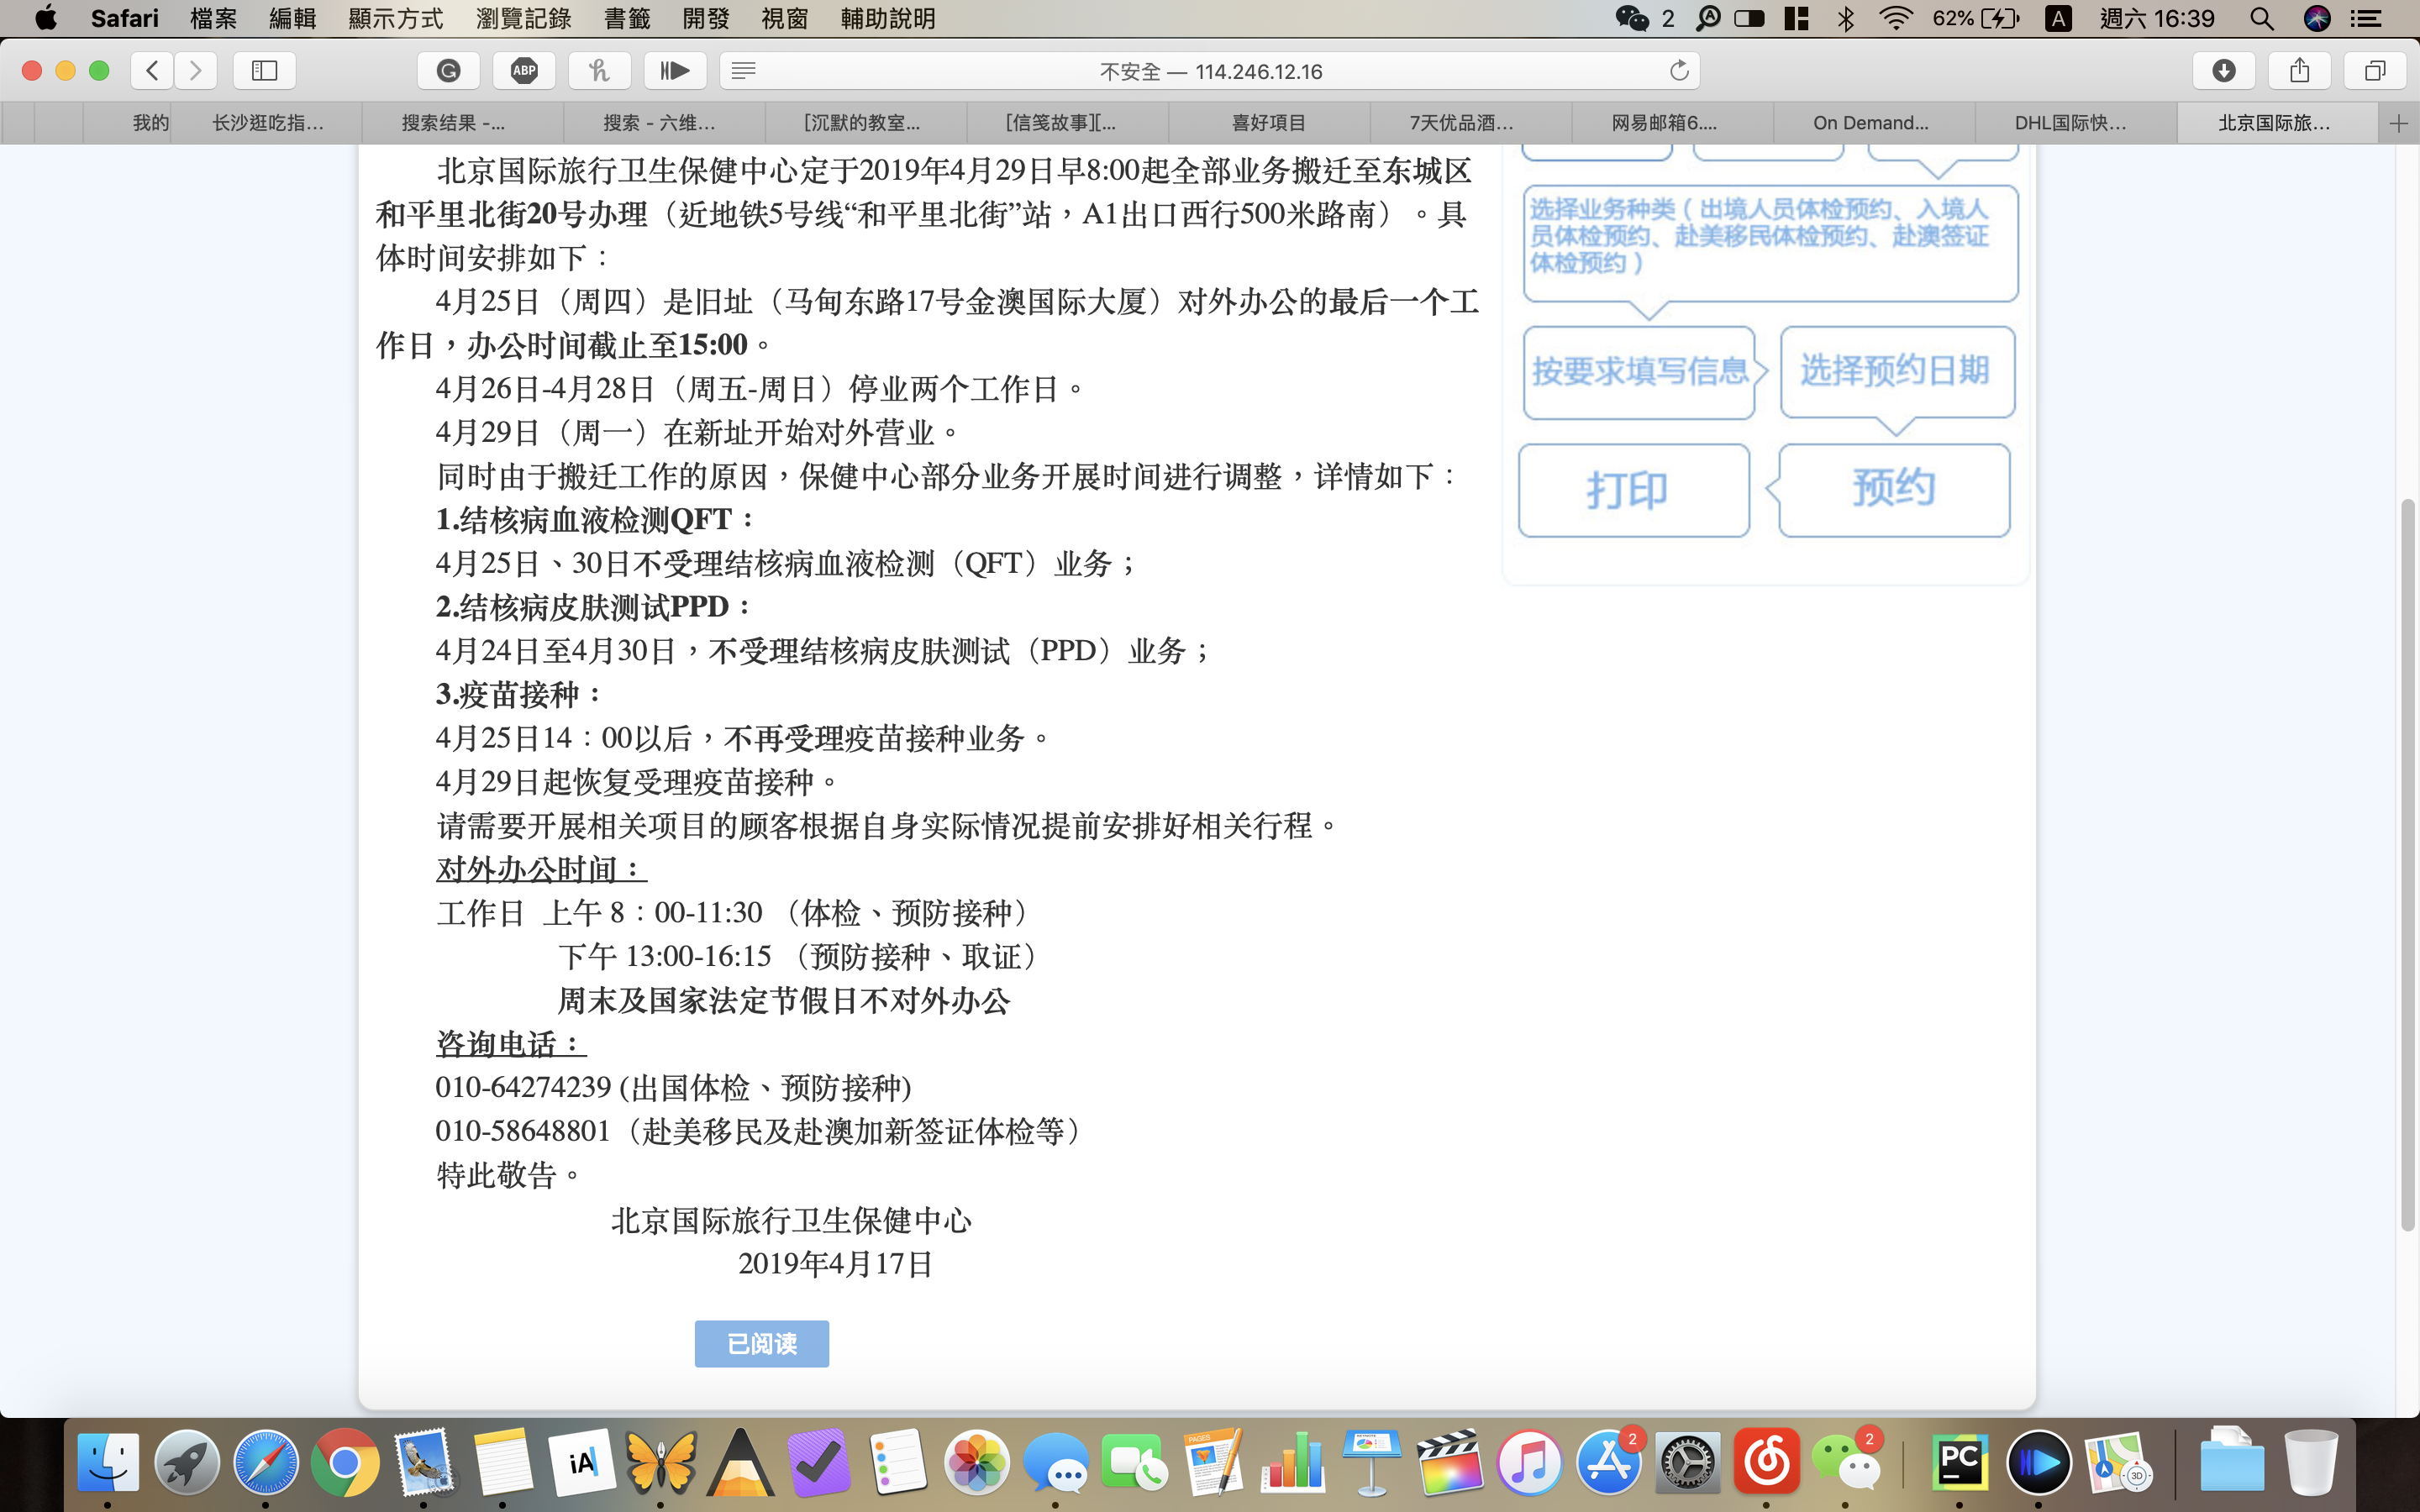 Safari 檔案 編輯 顯示方式 瀏覽記錄 書籤 開發 視窗 輔助說明 2 62% A 週六 16:39
ABP 不安全 — 114.246.12.16
我的 长沙逛吃指... 搜索结果 -... 搜索 - 六维... [沉默的教室... [信笺故事][... 喜好項目 7天优品酒... 网易邮箱6.... On Demand... DHL国际快... 北京国际旅...
北京国际旅行卫生保健中心定于2019年4月29日早8:00起全部业务搬迁至东城区
和平里北街20号办理（近地铁5号线“和平里北街”站，A1出口西行500米路南）。具
体时间安排如下：
4月25日（周四）是旧址（马甸东路17号金澳国际大厦）对外办公的最后一个工
作日，办公时间截止至15:00。
4月26日-4月28日（周五-周日）停业两个工作日。
4月29日（周一）在新址开始对外营业。
同时由于搬迁工作的原因，保健中心部分业务开展时间进行调整，详情如下：
1.结核病血液检测QFT：
4月25日、30日不受理结核病血液检测（QFT）业务；
2.结核病皮肤测试PPD：
4月24日至4月30日，不受理结核病皮肤测试（PPD）业务；
3.疫苗接种：
4月25日14：00以后，不再受理疫苗接种业务。
4月29日起恢复受理疫苗接种。
请需要开展相关项目的顾客根据自身实际情况提前安排好相关行程。
对外办公时间：
工作日 上午 8：00-11:30 （体检、预防接种）
下午 13:00-16:15 （预防接种、取证）
周末及国家法定节假日不对外办公
咨询电话：
010-64274239 (出国体检、预防接种)
010-58648801（赴美移民及赴澳加新签证体检等）
特此敬告。
北京国际旅行卫生保健中心
2019年4月17日
已阅读
选择业务种类（出境人员体检预约、入境人
员体检预约、赴美移民体检预约、赴澳签证
体检预约）
按要求填写信息 选择预约日期
打印 预约
iA PAGES 2 2 PC 3D